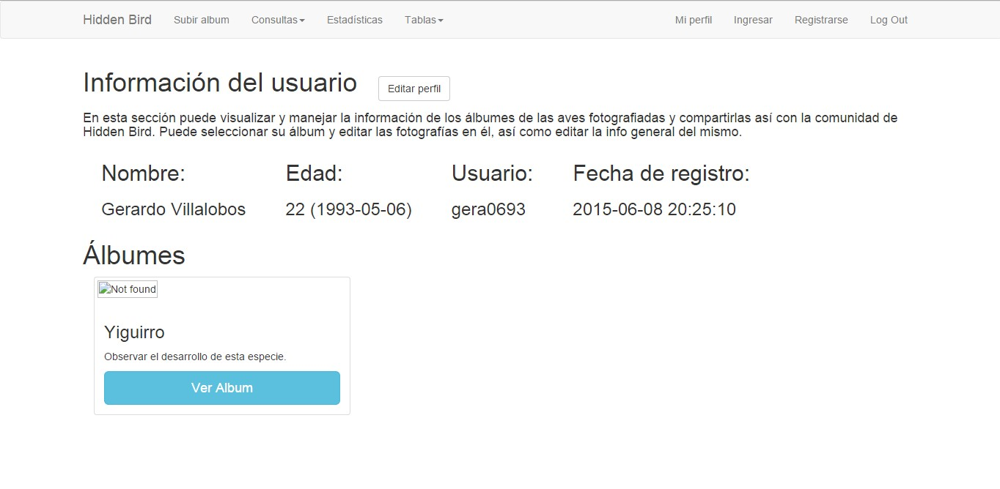 Hidden Bird Subir album Consultas Estadísticas Tablas Mi perfil Ingresar Registrarse Log Out
Información del usuario Editar perfil
En esta sección puede visualizar y manejar la información de los álbumes de las aves fotografiadas y compartirlas así con la comunidad de
Hidden Bird. Puede seleccionar su álbum y editar las fotografías en él, así como editar la info general del mismo.
Nombre: Edad: Usuario: Fecha de registro:
Gerardo Villalobos 22 (1993-05-06) gera0693 2015-06-08 20:25:10
Álbumes
Not found
Yiguirro
Observar el desarrollo de esta especie.
Ver Album